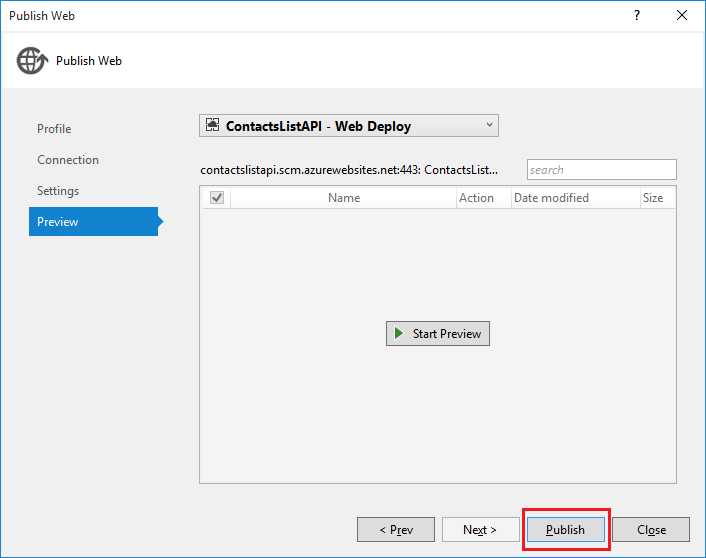 Publish Web
?
Publish Web
Profile
Connection
Settings
Preview
ContactsListAPI - Web Deploy
contactslistapi.scm.azurewebsites.net:443: ContactsList...
search
Name Action Date modified Size
Start Preview
< Prev Next > Publish Close